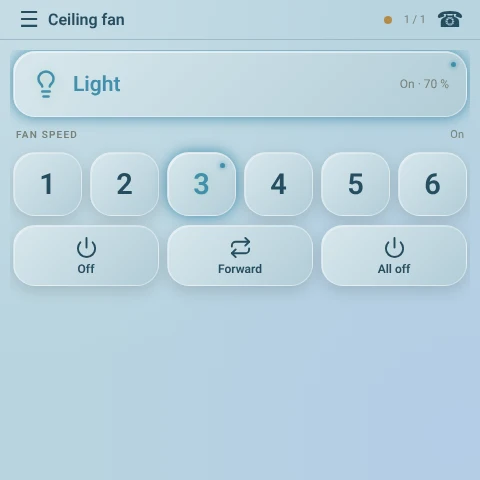 Ceiling fan
1 / 1
Light
On · 70 %
FAN SPEED
On
1 2 3 4 5 6
Off
Forward
All off